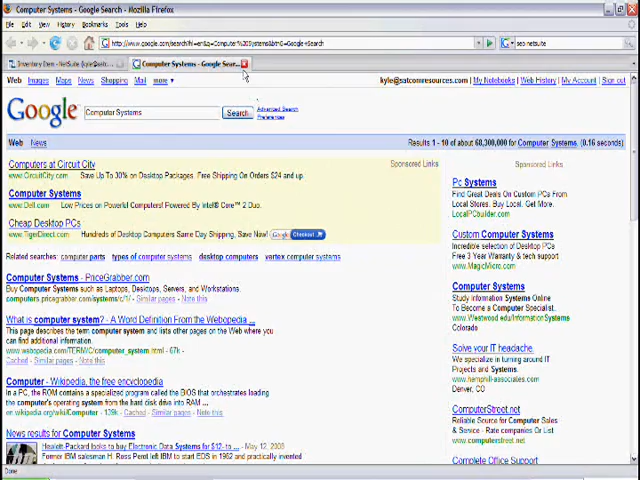 Computer Systems - Google Search - Mozilla Firefox
File Edit View History Bookmarks Tools Help
http://www.google.com/search?hl=en&q=Computer%20Systems&btnG=Google+Search
seo netsuite
Inventory Item - NetSuite (kyle@satc...
Computer Systems - Google Sear...
Web Images Maps News Shopping Mail more ▼
kyle@satcomresources.com | My Notebooks | Web History | My Account | Sign out
Google
Computer Systems
Search
Advanced Search
Preferences
Web News
Results 1 - 10 of about 68,300,000 for Computer Systems. (0.16 seconds)
Computers at Circuit City
Sponsored Links
www.CircuitCity.com Save Up To 30% on Desktop Packages. Free Shipping On Orders $24 and up.
Computer Systems
www.Dell.com Low Prices on Powerful Computers! Powered By Intel® Core™ 2 Duo.
Cheap Desktop PCs
www.TigerDirect.com Hundreds of Desktop Computers Same Day Shipping, Save Now! Google Checkout
Related searches: computer parts types of computer systems desktop computers vertex computer systems
Computer Systems - PriceGrabber.com
Buy Computer Systems such as Laptops, Desktops, Servers, and Workstations.
computers.pricegrabber.com/systems/c/1/ - Similar pages - Note this
What is computer system? - A Word Definition From the Webopedia ...
This page describes the term computer system and lists other pages on the Web where you
can find additional information.
www.webopedia.com/TERM/C/computer_system.html - 67k -
Cached - Similar pages - Note this
Computer - Wikipedia, the free encyclopedia
In a PC, the ROM contains a specialized program called the BIOS that orchestrates loading
the computer's operating system from the hard disk drive into RAM ...
en.wikipedia.org/wiki/Computer - 139k - Cached - Similar pages - Note this
News results for Computer Systems
Hewlett-Packard looks to buy Electronic Data Systems for $12- to ... - May 12, 2008
Former IBM salesman H. Ross Perot left IBM to start EDS in 1962 and practically invented
Sponsored Links
Pc Systems
Find Great Deals On Custom PCs From
Local Stores. Buy Local. Get More.
LocalPCbuilder.com
Custom Computer Systems
Incredible selection of Desktop PCs
Free 3 Year Warranty & tech support
www.MagicMicro.com
Computer Systems
Study Information Systems Online
To Become a Computer Specialist.
www.Westwood.edu/InformationSystems
Colorado
Solve your IT headache.
We specialize in turning around IT
Projects and Systems.
www.hemphill-associates.com
Denver, CO
ComputerStreet.net
Reliable Source for Computer Sales
& Service - Rate companies Or List.
www.computerstreet.net
Complete Office Support
Done